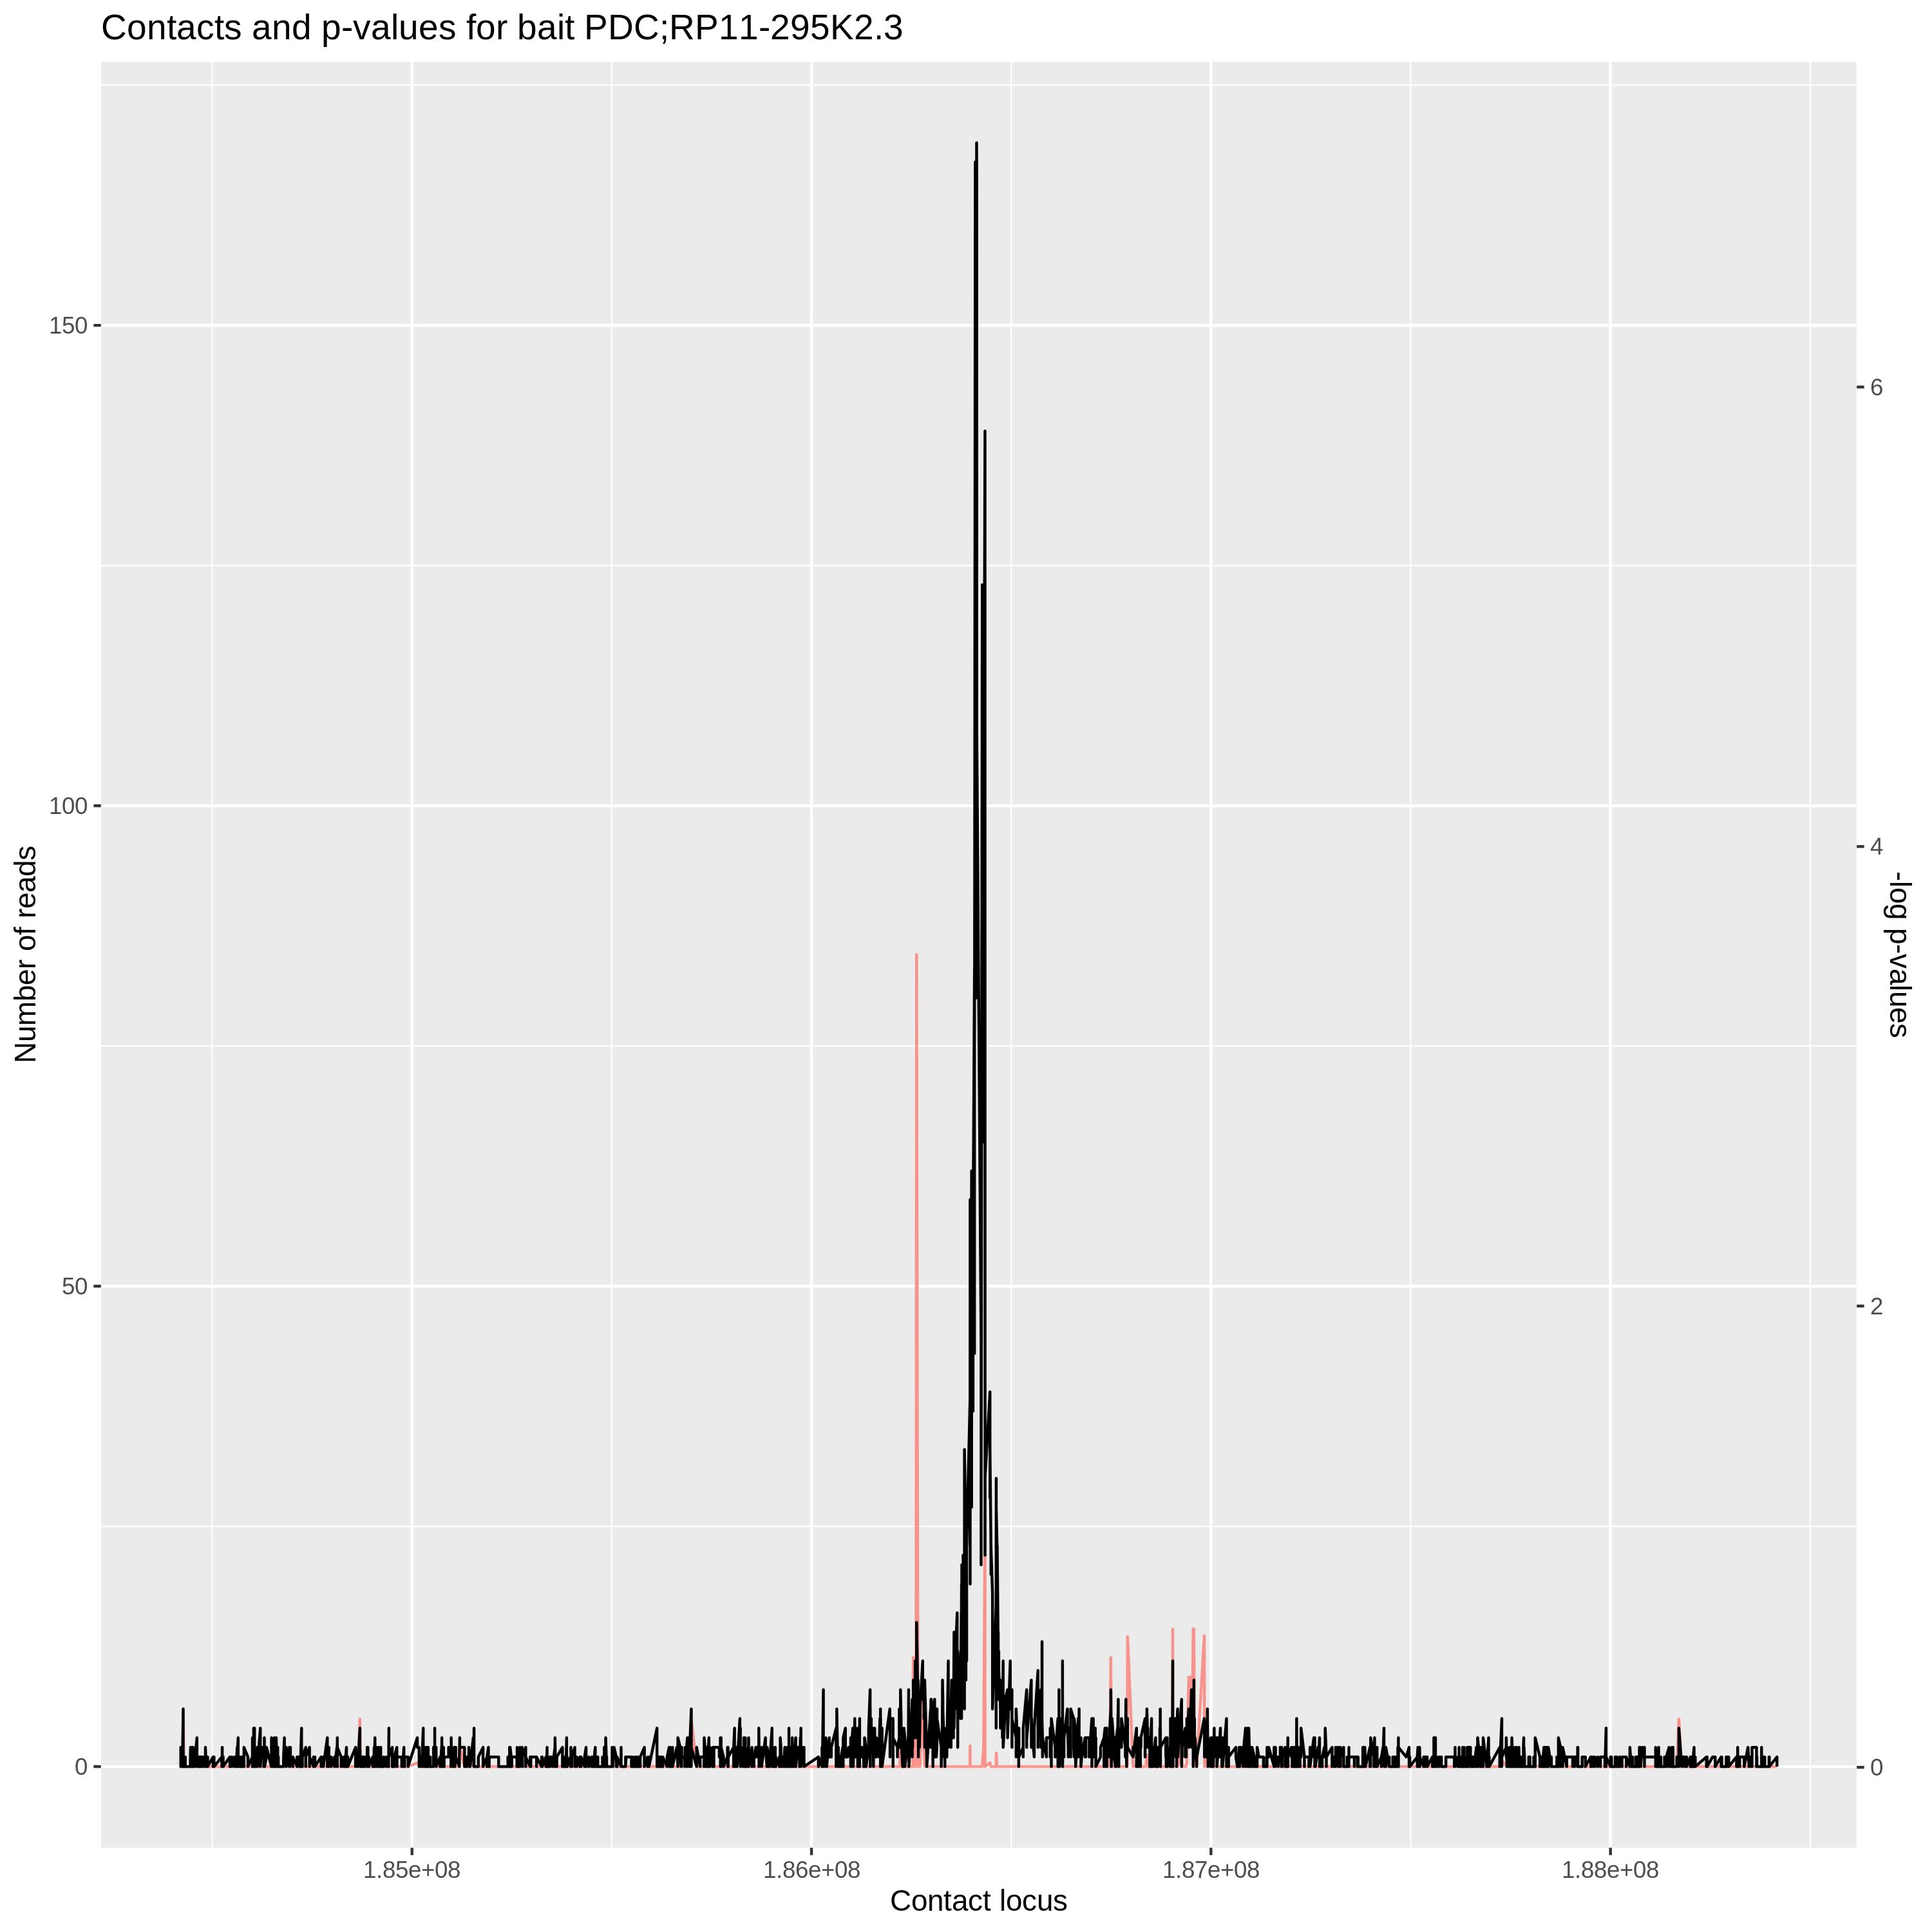 Contacts and p-values for bait PDC;RP11-295K2.3
Number of reads
150
100
50
0
6
4
2
0
-log p-values
1.85e+08
1.86e+08
1.87e+08
1.88e+08
Contact locus